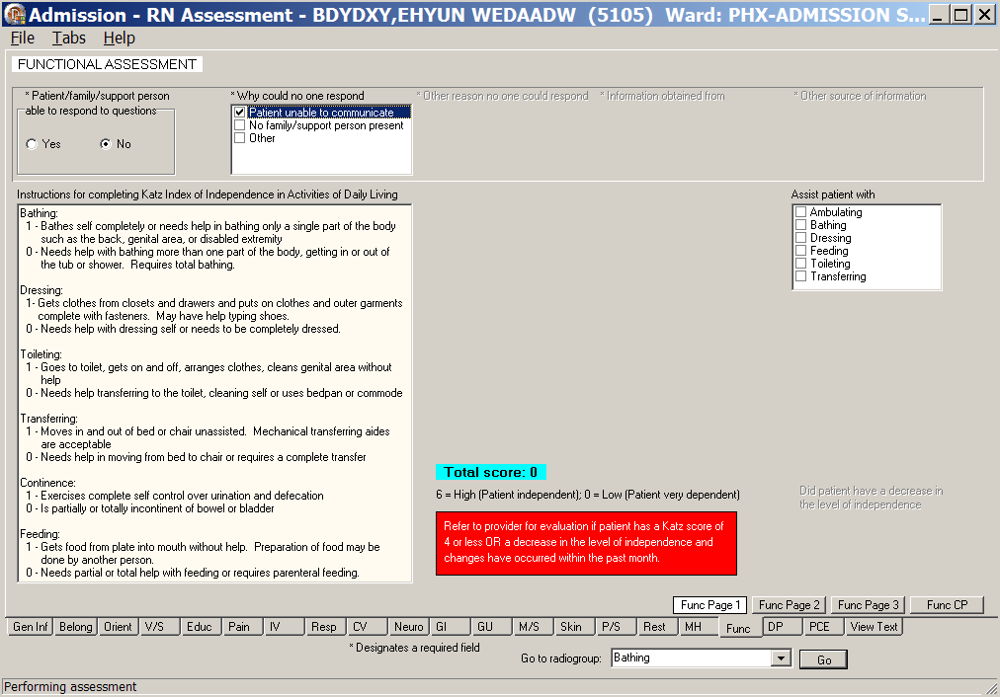 Admission - RN Assessment - BDYDXY,EHYUN WEDAADW (5105) Ward: PHX-ADMISSION S...
File Tabs Help
FUNCTIONAL ASSESSMENT
* Patient/family/support person
able to respond to questions
Yes No
* Why could no one respond
Patient unable to communicate
No family/support person present
Other
* Other reason no one could respond
* Information obtained from
* Other source of information
Instructions for completing Katz Index of Independence in Activities of Daily Living
Bathing:
1 - Bathes self completely or needs help in bathing only a single part of the body
such as the back, genital area, or disabled extremity
0 - Needs help with bathing more than one part of the body, getting in or out of
the tub or shower. Requires total bathing.
Dressing:
1- Gets clothes from closets and drawers and puts on clothes and outer garments
complete with fasteners. May have help typing shoes.
0 - Needs help with dressing self or needs to be completely dressed.
Toileting:
1 - Goes to toilet, gets on and off, arranges clothes, cleans genital area without
help
0 - Needs help transferring to the toilet, cleaning self or uses bedpan or commode
Transferring:
1 - Moves in and out of bed or chair unassisted. Mechanical transferring aides
are acceptable
0 - Needs help in moving from bed to chair or requires a complete transfer
Continence:
1 - Exercises complete self control over urination and defecation
0 - Is partially or totally incontinent of bowel or bladder
Feeding:
1 - Gets food from plate into mouth without help. Preparation of food may be
done by another person.
0 - Needs partial or total help with feeding or requires parenteral feeding.
Assist patient with
Ambulating
Bathing
Dressing
Feeding
Toileting
Transferring
Total score: 0
6 = High (Patient independent); 0 = Low (Patient very dependent)
Refer to provider for evaluation if patient has a Katz score of
4 or less OR a decrease in the level of independence and
changes have occurred within the past month.
Did patient have a decrease in
the level of independence
Func Page 1 Func Page 2 Func Page 3 Func CP
Gen Inf Belong Orient V/S Educ Pain IV Resp CV Neuro GI GU M/S Skin P/S Rest MH Func DP PCE View Text
* Designates a required field
Go to radiogroup: Bathing Go
Performing assessment